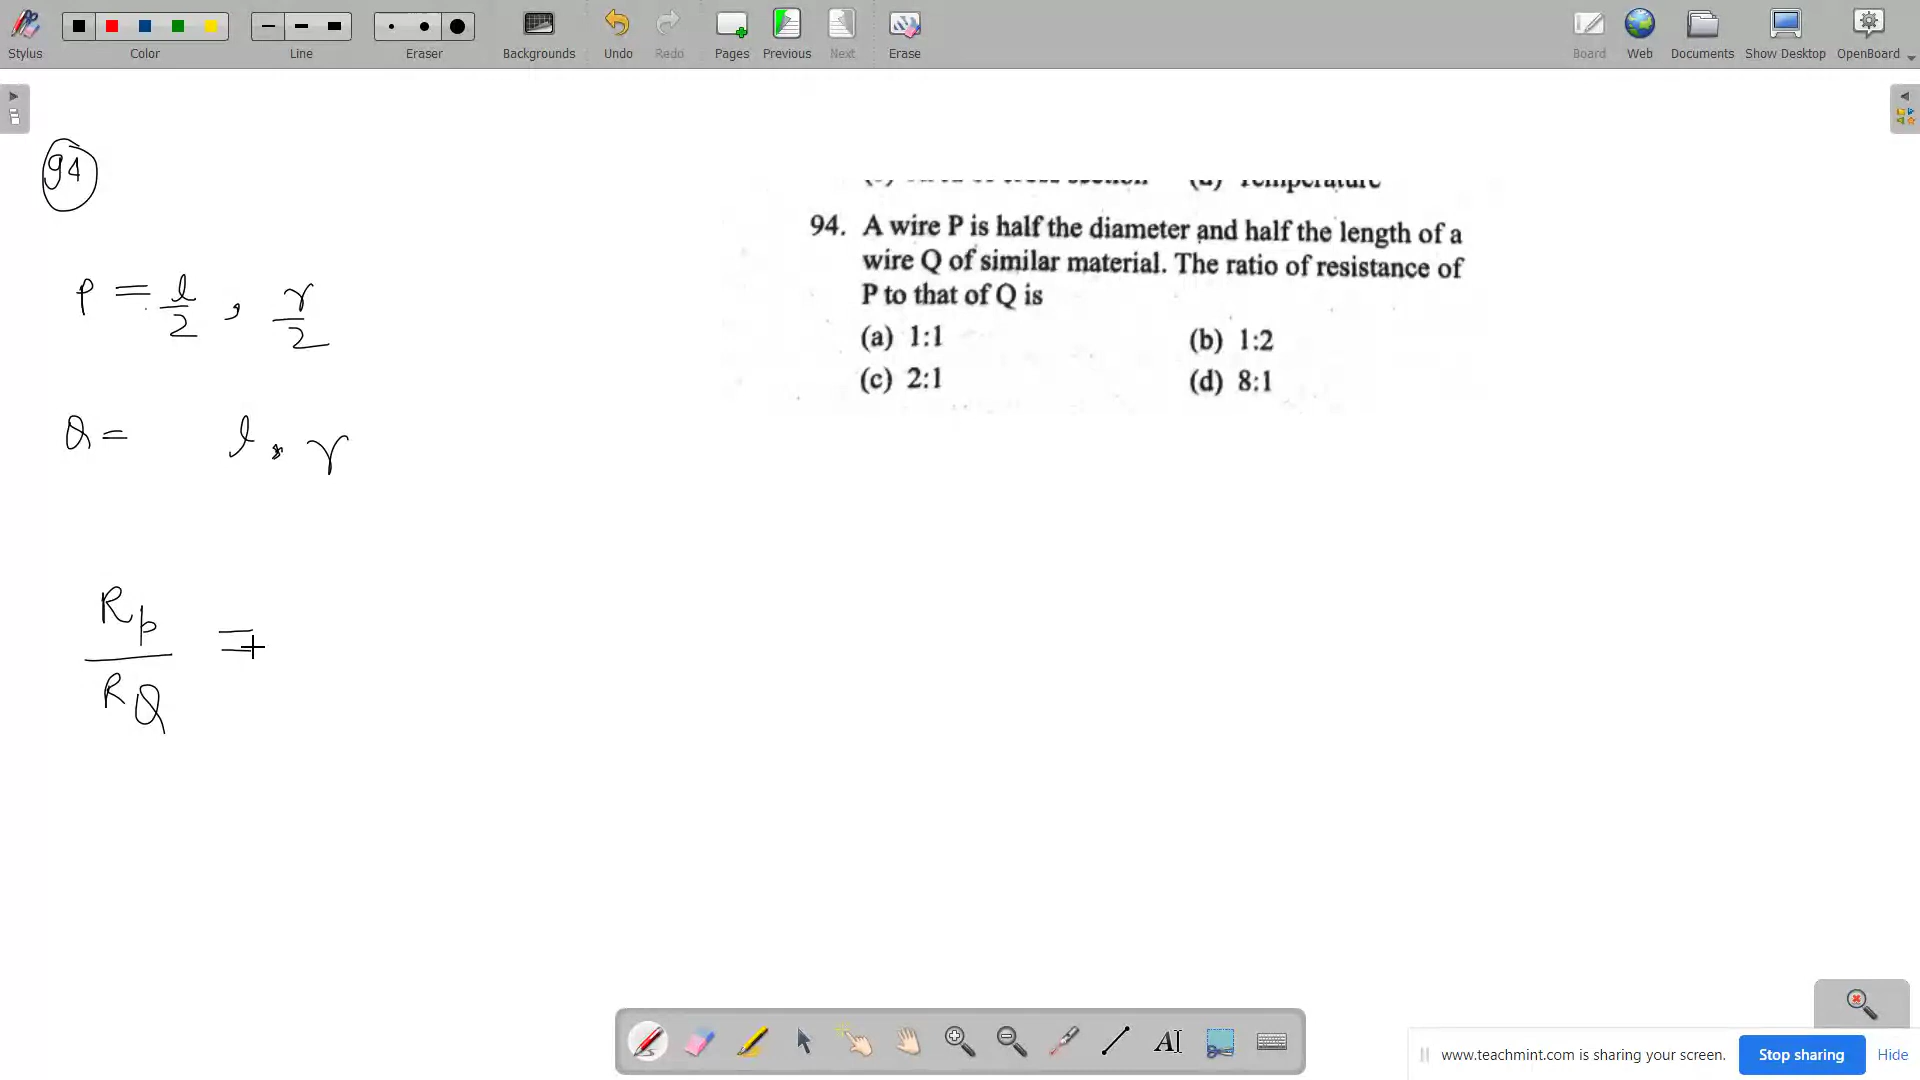 Stylus
Color
Line
Eraser
Backgrounds
Undo
Redo
Pages
Previous
Next
Erase
Board
Web
Documents
Show Desktop
OpenBoard
94
(d) Temperature
94. A wire P is half the diameter and half the length of a
wire Q of similar material. The ratio of resistance of
P to that of Q is
(a) 1:1 (b) 1:2
(c) 2:1 (d) 8:1
P = l/2 , r/2
Q = l, r
R_P / R_Q =
www.teachmint.com is sharing your screen.
Stop sharing
Hide